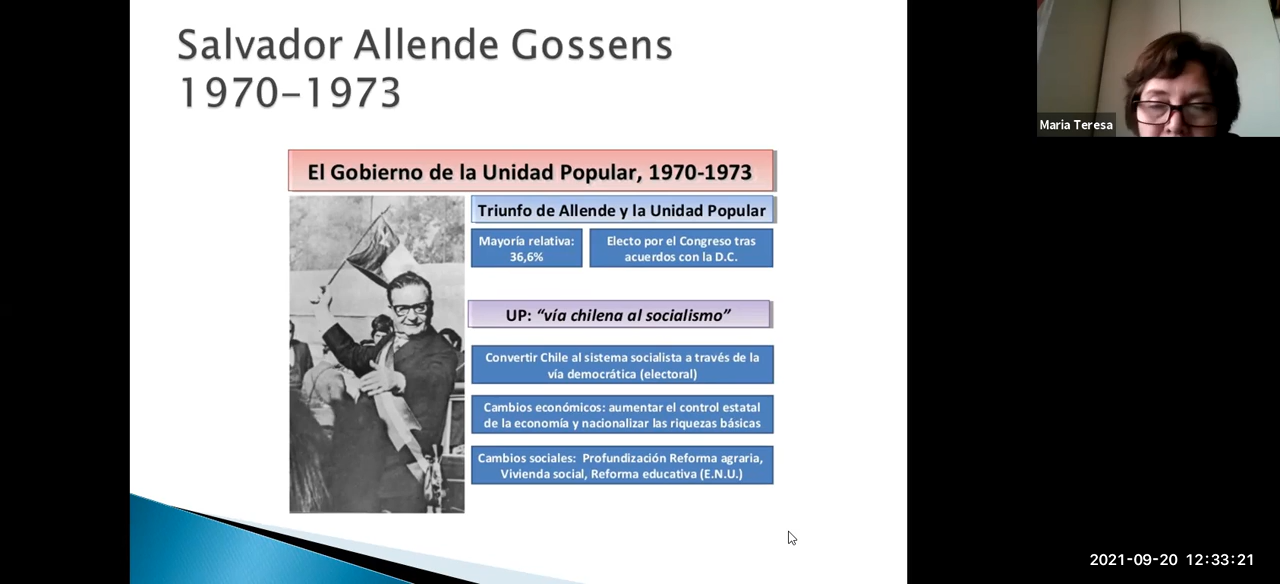 Salvador Allende Gossens
1970-1973
El Gobierno de la Unidad Popular, 1970-1973
Triunfo de Allende y la Unidad Popular
Mayoría relativa:
36,6%
Electo por el Congreso tras
acuerdos con la D.C.
UP: “vía chilena al socialismo”
Convertir Chile al sistema socialista a través de la
vía democrática (electoral)
Cambios económicos: aumentar el control estatal
de la economía y nacionalizar las riquezas básicas
Cambios sociales: Profundización Reforma agraria,
Vivienda social, Reforma educativa (E.N.U.)
Maria Teresa
2021-09-20 12:33:21